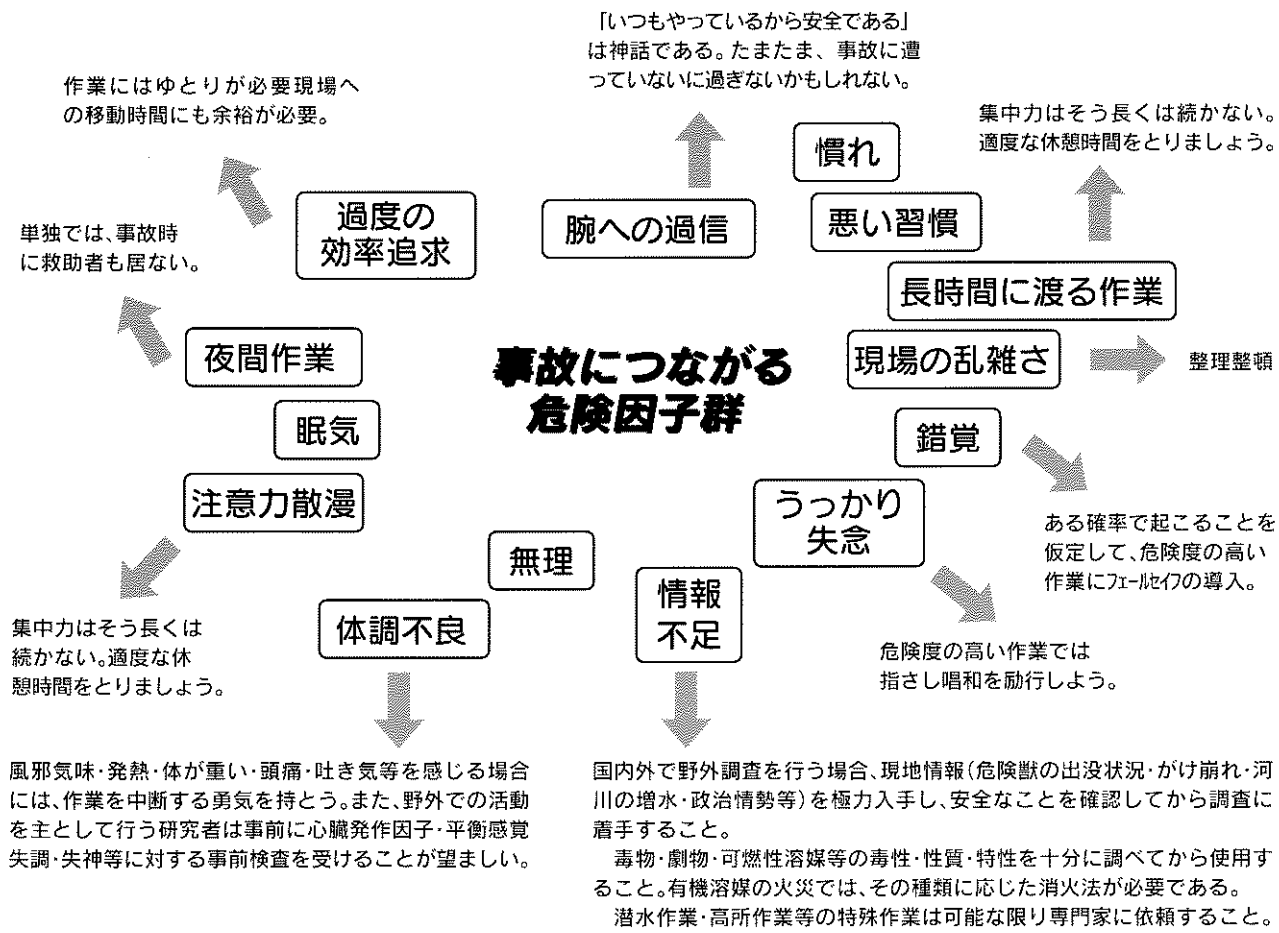 「いつもやっているから安全である」
は神話である。たまたま、事故に遭
っていないに過ぎないかもしれない。
作業にはゆとりが必要現場へ
の移動時間にも余裕が必要。
集中力はそう長くは続かない。
適度な休憩時間をとりましょう。
慣れ
過度の
効率追求
腕への過信
悪い習慣
単独では、事故時
に救助者も居ない。
長時間に渡る作業
夜間作業
事故につながる
危険因子群
現場の乱雑さ
整理整頓
眠気
錯覚
注意力散漫
うっかり
失念
ある確率で起こることを
仮定して、危険度の高い
作業にフェールセイフの導入。
無理
情報
不足
体調不良
集中力はそう長くは
続かない。適度な休
憩時間をとりましょう。
危険度の高い作業では
指さし唱和を励行しよう。
風邪気味・発熱・体が重い・頭痛・吐き気等を感じる場合
には、作業を中断する勇気を持とう。また、野外での活動
を主として行う研究者は事前に心臓発作因子・平衡感覚
失調・失神等に対する事前検査を受けることが望ましい。
国内外で野外調査を行う場合、現地情報(危険獣の出没状況・がけ崩れ・河
川の増水・政治情勢等)を極力入手し、安全なことを確認してから調査に
着手すること。
毒物・劇物・可燃性溶媒等の毒性・性質・特性を十分に調べてから使用す
ること。有機溶媒の火災では、その種類に応じた消火法が必要である。
潜水作業・高所作業等の特殊作業は可能な限り専門家に依頼すること。